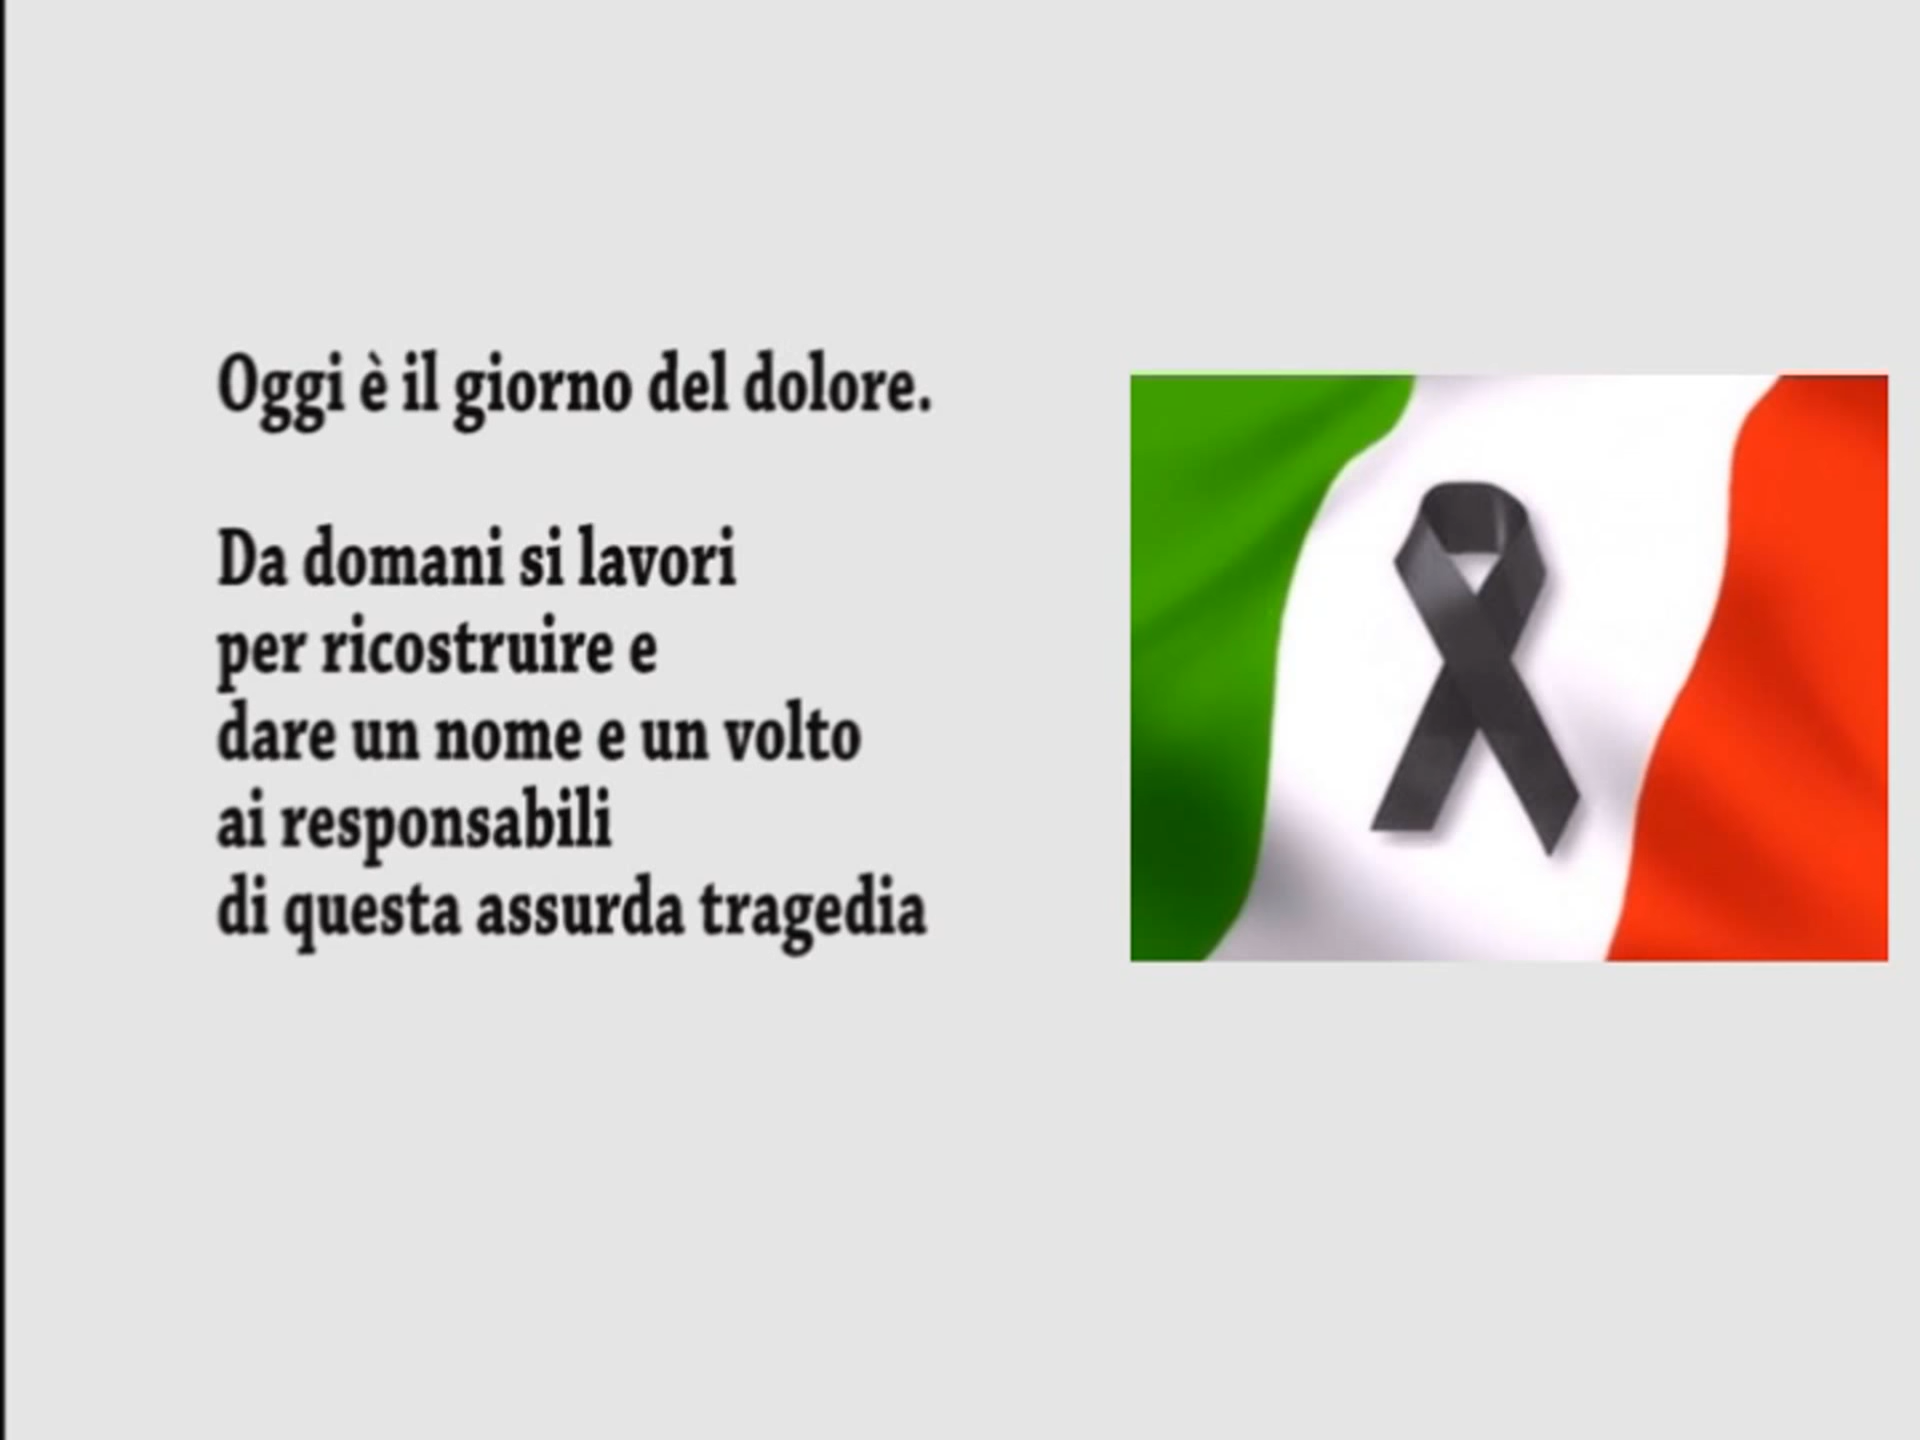 Oggi è il giorno del dolore.
Da domani si lavori
per ricostruire e
dare un nome e un volto
ai responsabili
di questa assurda tragedia